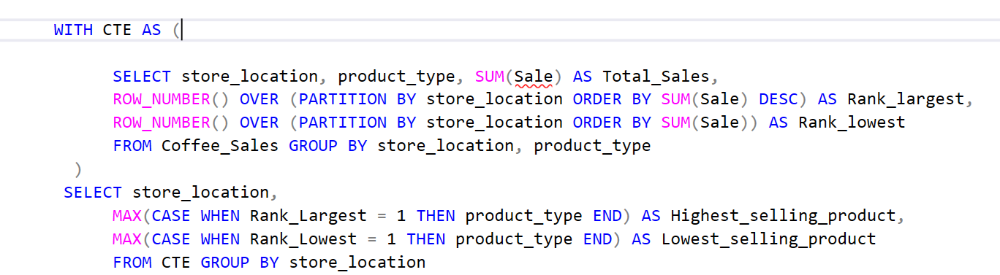 WITH CTE AS (
SELECT store_location, product_type, SUM(Sale) AS Total_Sales,
ROW_NUMBER() OVER (PARTITION BY store_location ORDER BY SUM(Sale) DESC) AS Rank_largest,
ROW_NUMBER() OVER (PARTITION BY store_location ORDER BY SUM(Sale)) AS Rank_lowest
FROM Coffee_Sales GROUP BY store_location, product_type
)
SELECT store_location,
MAX(CASE WHEN Rank_Largest = 1 THEN product_type END) AS Highest_selling_product,
MAX(CASE WHEN Rank_Lowest = 1 THEN product_type END) AS Lowest_selling_product
FROM CTE GROUP BY store_location